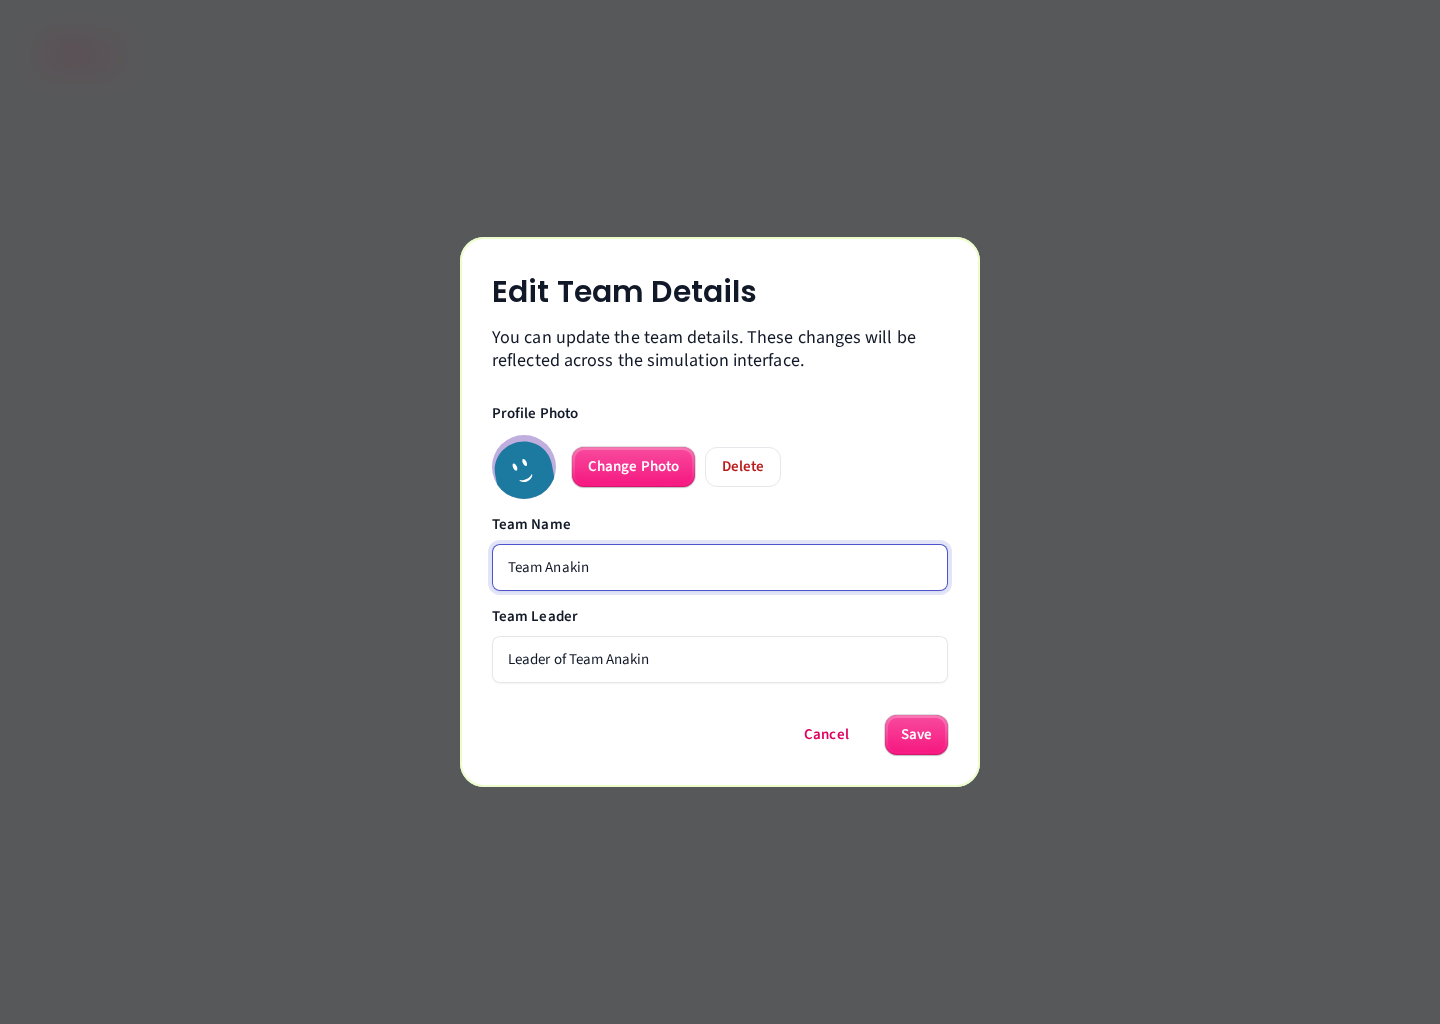 Edit Team Details
You can update the team details. These changes will be
reflected across the simulation interface.
Profile Photo
Change Photo
Delete
Team Name
Team Anakin
Team Leader
Leader of Team Anakin
Cancel
Save